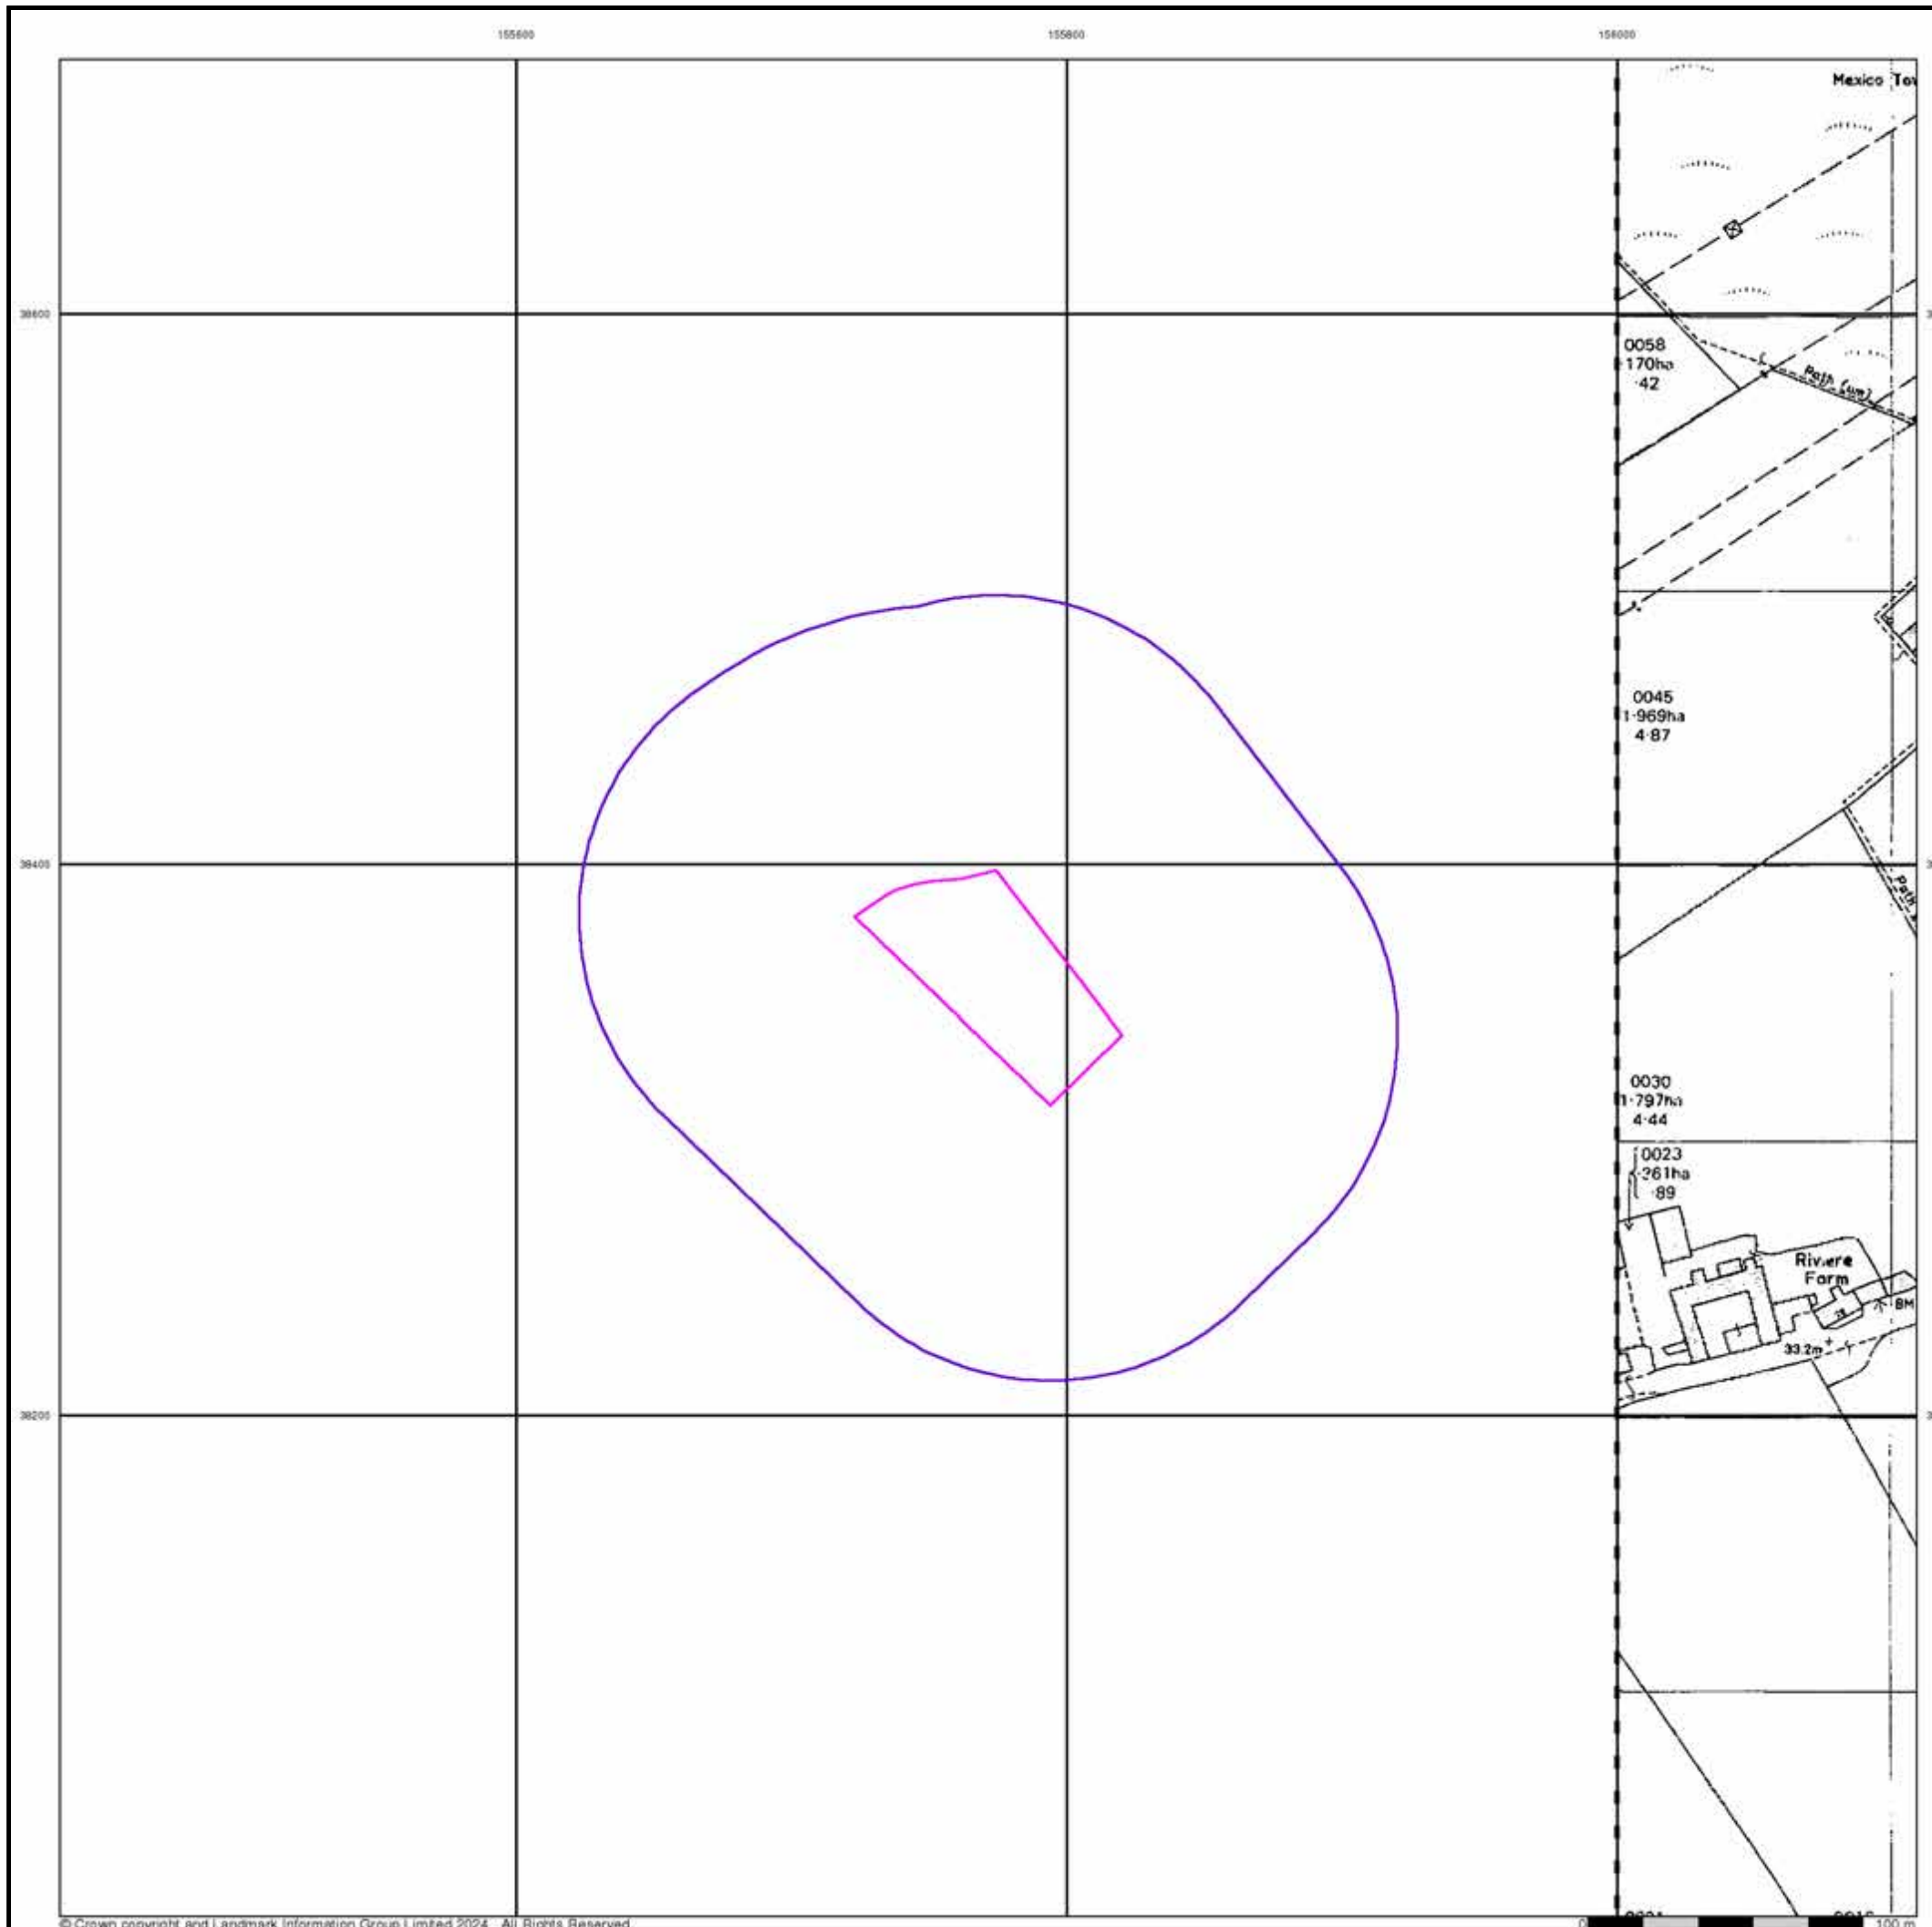 155600 155800 156000
Mexico Tow
38600
0058
·170ha
·42
Path (um)
0045
1·969ha
4·87
38400
Path
0030
1·797ha
4·44
0023
·361ha
·89
Riviere
Farm
BM
33.2m
38200
© Crown copyright and Landmark Information Group Limited 2024. All Rights Reserved.
0 100 m